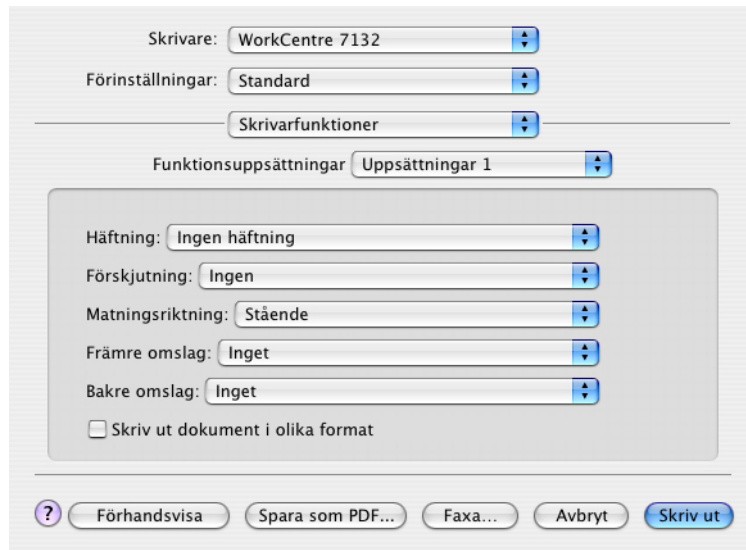 Skrivare: WorkCentre 7132
Förinställningar: Standard
Skrivarfunktioner
Funktionsuppsättningar Uppsättningar 1
Häftning: Ingen häftning
Förskjutning: Ingen
Matningsriktning: Stående
Främre omslag: Inget
Bakre omslag: Inget
Skriv ut dokument i olika format
? Förhandsvisa Spara som PDF... Faxa... Avbryt Skriv ut